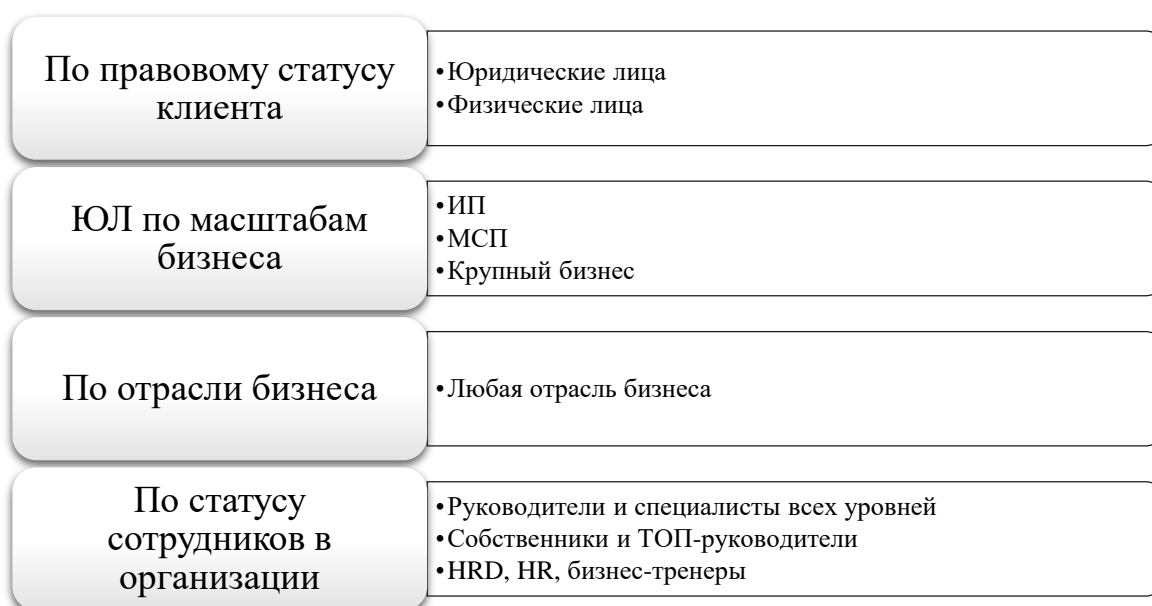 По правовому статусу
клиента
•Юридические лица
•Физические лица
ЮЛ по масштабам
бизнеса
•ИП
•МСП
•Крупный бизнес
По отрасли бизнеса
•Любая отрасль бизнеса
По статусу
сотрудников в
организации
•Руководители и специалисты всех уровней
•Собственники и ТОП-руководители
•HRD, HR, бизнес-тренеры